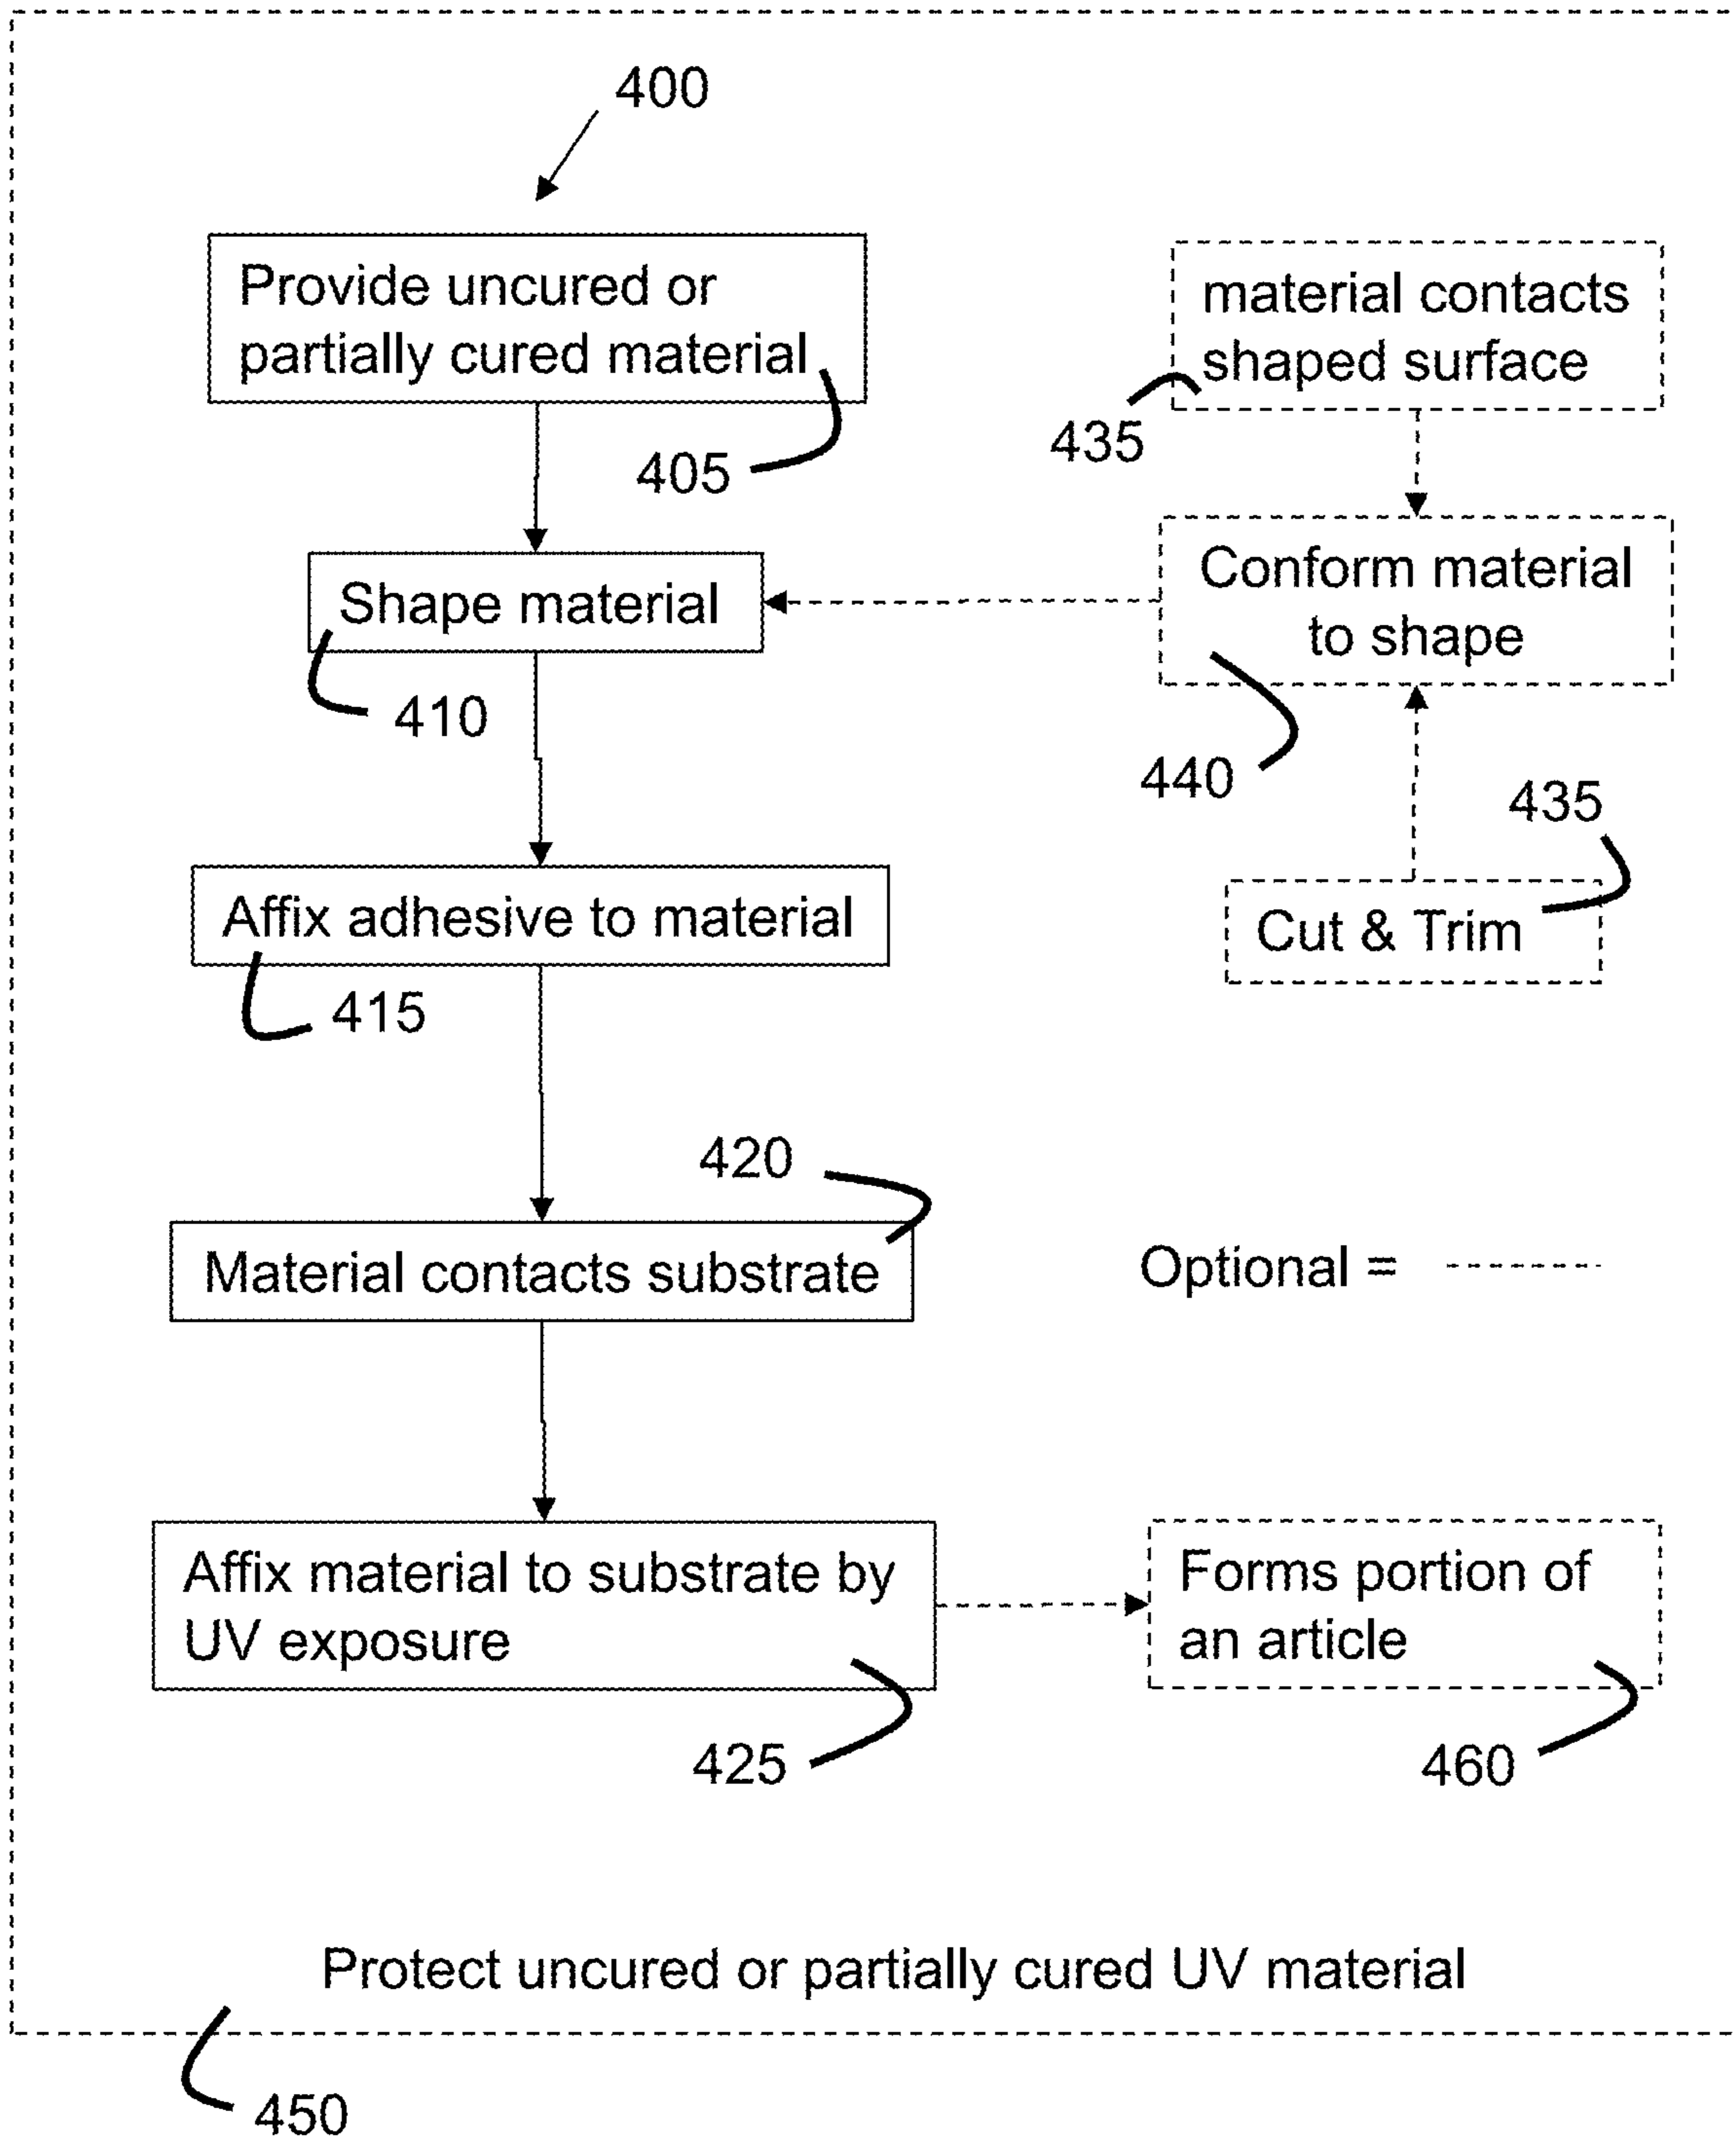 400
Provide uncured or
partially cured material
405
material contacts
shaped surface
435
Shape material
410
Conform material
to shape
440
435
Cut & Trim
Affix adhesive to material
415
420
Material contacts substrate
Optional =
Affix material to substrate by
UV exposure
425
Forms portion of
an article
460
Protect uncured or partially cured UV material
450